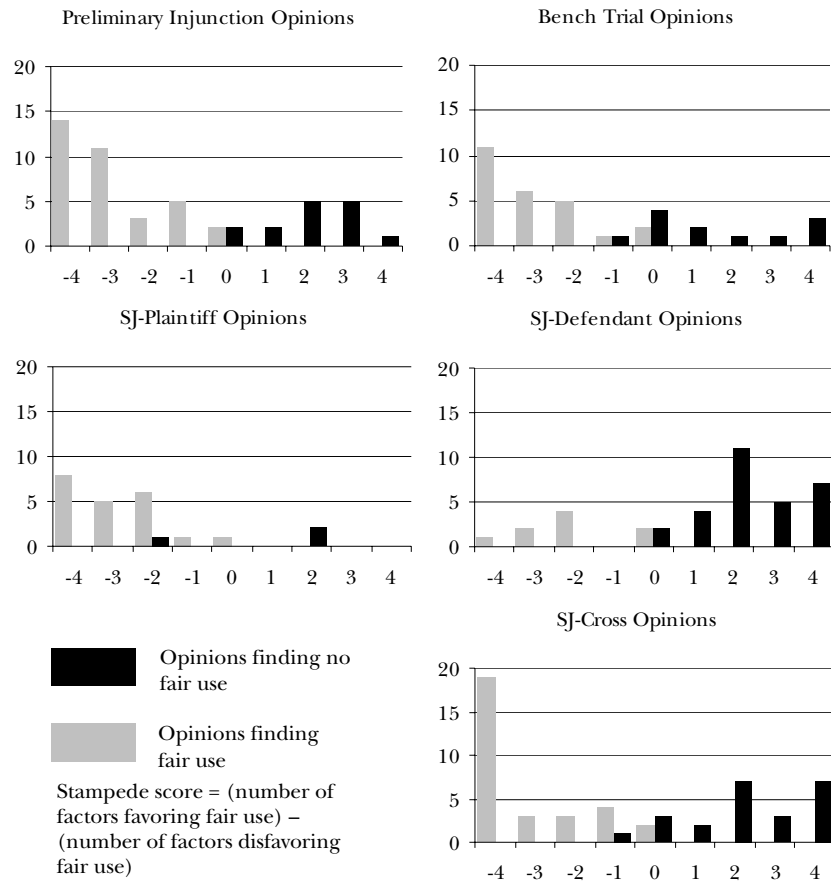 Preliminary Injunction Opinions
20
15
10
5
0
-4 -3 -2 -1 0 1 2 3 4
Bench Trial Opinions
20
15
10
5
0
-4 -3 -2 -1 0 1 2 3 4
SJ-Plaintiff Opinions
20
15
10
5
0
-4 -3 -2 -1 0 1 2 3 4
SJ-Defendant Opinions
20
15
10
5
0
-4 -3 -2 -1 0 1 2 3 4
Opinions finding no
fair use
Opinions finding
fair use
Stampede score = (number of
factors favoring fair use) –
(number of factors disfavoring
fair use)
SJ-Cross Opinions
20
15
10
5
0
-4 -3 -2 -1 0 1 2 3 4